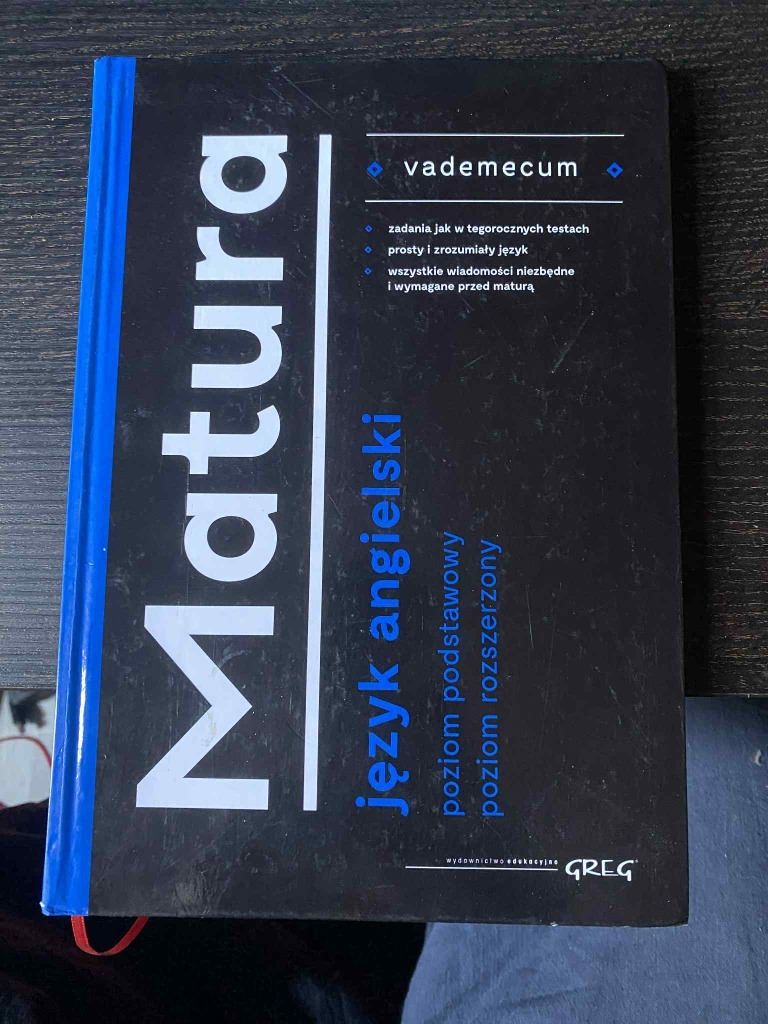 Matura
vademecum
zadania jak w tegorocznych testach
prosty i zrozumiały język
wszystkie wiadomości niezbędne
i wymagane przed maturą
język angielski
poziom podstawowy
poziom rozszerzony
wydawnictwo edukacyjne
GREG®